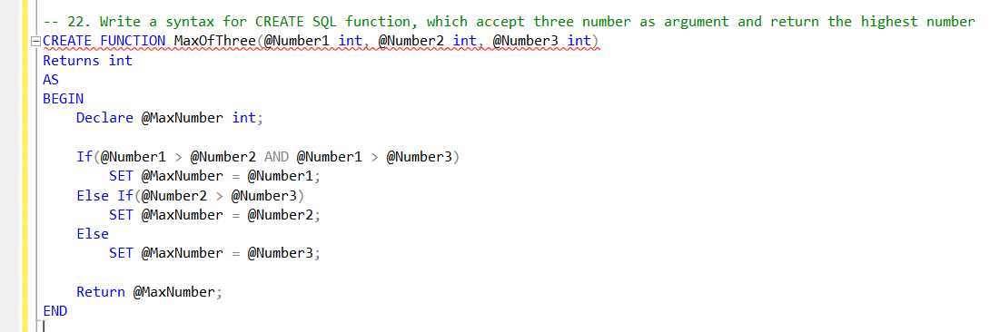 -- 22. Write a syntax for CREATE SQL function, which accept three number as argument and return the highest number
CREATE FUNCTION MaxOfThree(@Number1 int, @Number2 int, @Number3 int)
Returns int
AS
BEGIN
    Declare @MaxNumber int;

    If(@Number1 > @Number2 AND @Number1 > @Number3)
        SET @MaxNumber = @Number1;
    Else If(@Number2 > @Number3)
        SET @MaxNumber = @Number2;
    Else
        SET @MaxNumber = @Number3;

    Return @MaxNumber;
END